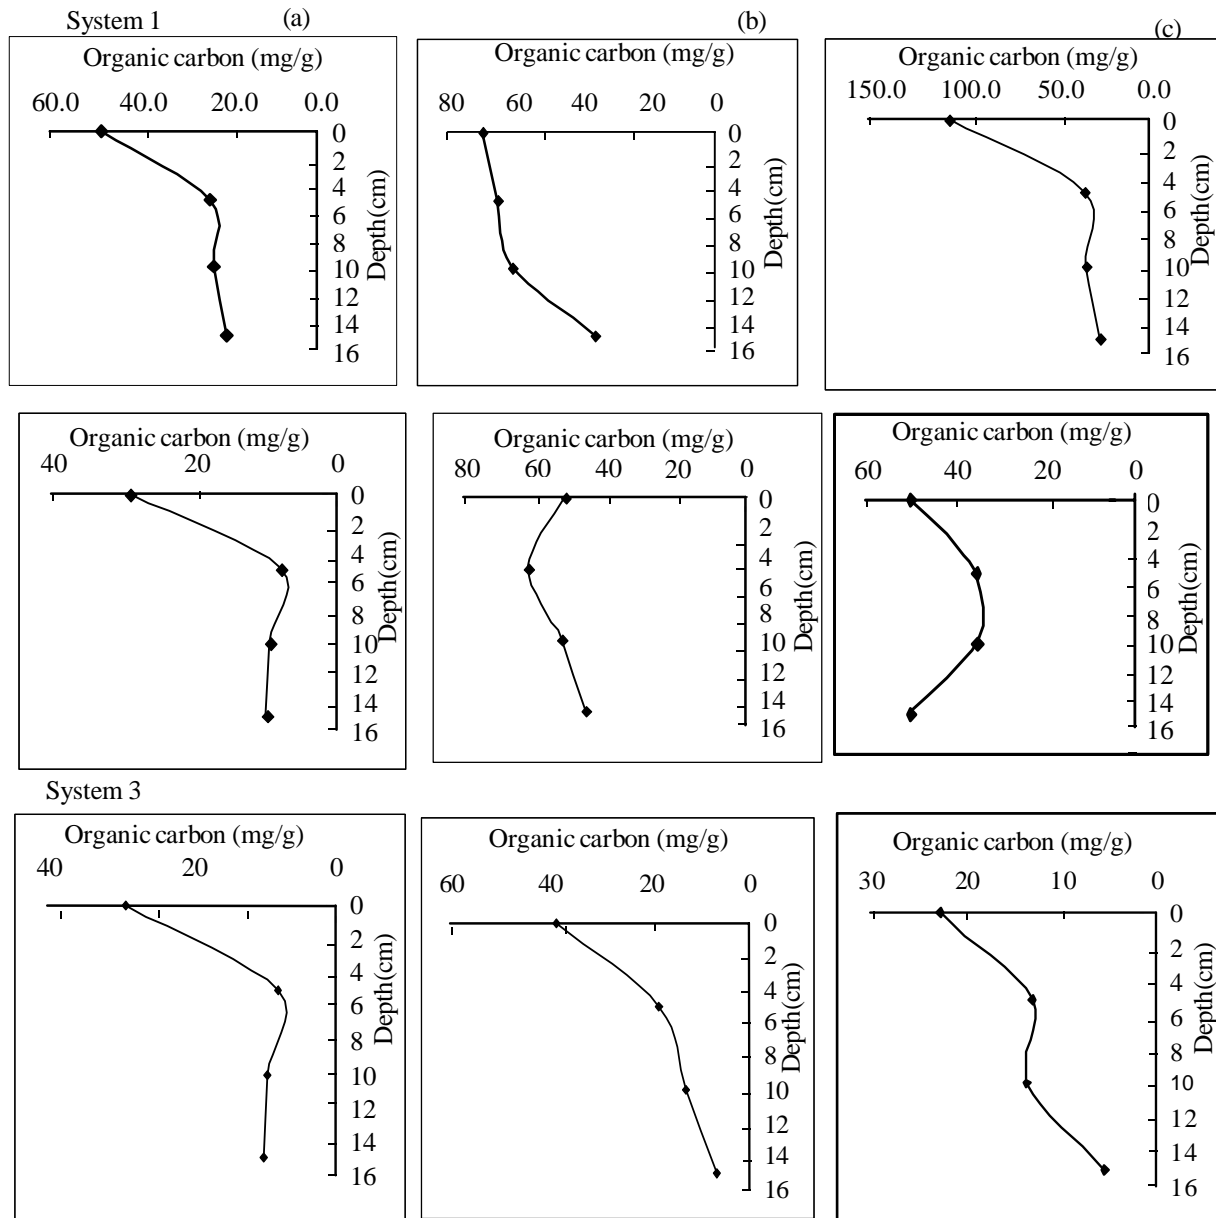 System 1 (a) (b) (c)
Organic carbon (mg/g)
60.0 40.0 20.0 0.0
0
2
4
6
8
10
12
14
16
Depth(cm)
Organic carbon (mg/g)
80 60 40 20 0
0
2
4
6
8
10
12
14
16
Depth(cm)
Organic carbon (mg/g)
150.0 100.0 50.0 0.0
0
2
4
6
8
10
12
14
16
Depth(cm)
Organic carbon (mg/g)
40 20 0
0
2
4
6
8
10
12
14
16
Depth(cm)
Organic carbon (mg/g)
80 60 40 20 0
0
2
4
6
8
10
12
14
16
Depth(cm)
Organic carbon (mg/g)
60 40 20 0
0
2
4
6
8
10
12
14
16
Depth(cm)
System 3
Organic carbon (mg/g)
40 20 0
0
2
4
6
8
10
12
14
16
Depth(cm)
Organic carbon (mg/g)
60 40 20 0
0
2
4
6
8
10
12
14
16
Depth(cm)
Organic carbon (mg/g)
30 20 10 0
0
2
4
6
8
10
12
14
16
Depth(cm)